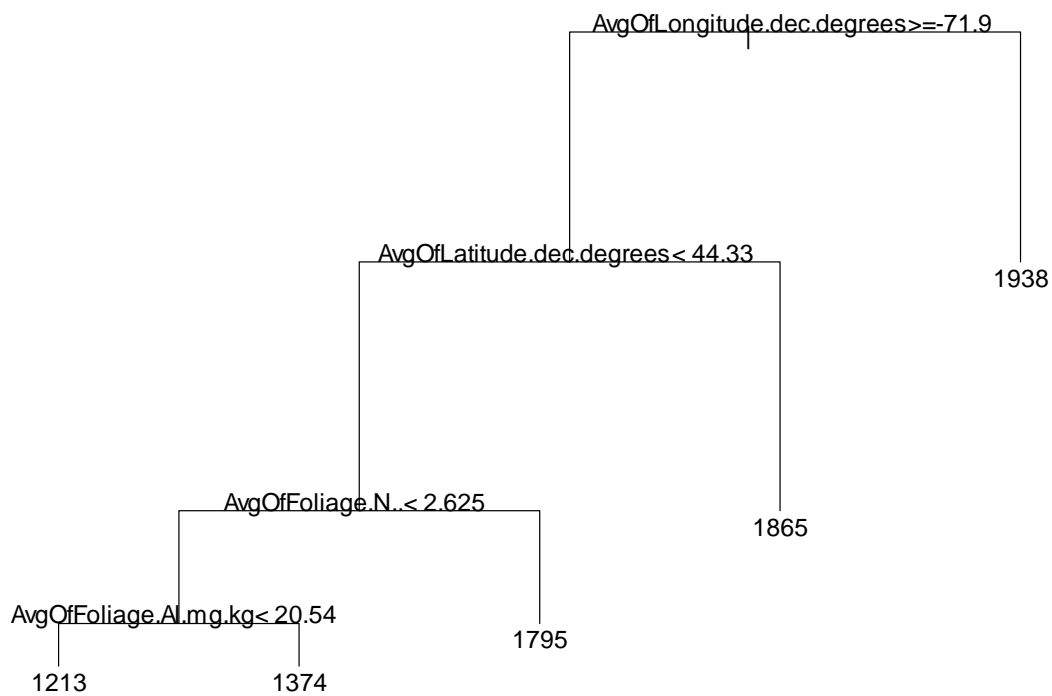 AvgOfLongitude.dec.degrees>=-71.9
AvgOfLatitude.dec.degrees< 44.33
1938
AvgOfFoliage.N..< 2.625
1865
AvgOfFoliage.Al.mg.kg< 20.54
1795
1213
1374